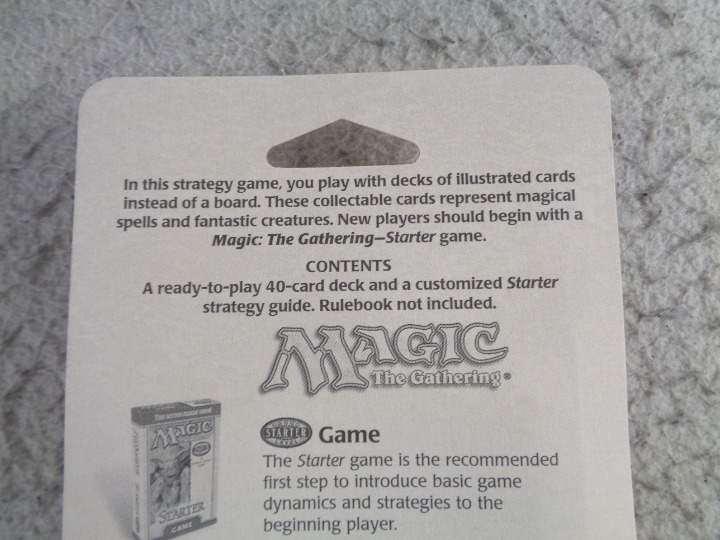 In this strategy game, you play with decks of illustrated cards
instead of a board. These collectable cards represent magical
spells and fantastic creatures. New players should begin with a
Magic: The Gathering—Starter game.
CONTENTS
A ready-to-play 40-card deck and a customized Starter
strategy guide. Rulebook not included.
MAGIC
The Gathering®
STARTER
LEVEL
Game
The Starter game is the recommended
first step to introduce basic game
dynamics and strategies to the
beginning player.
MAGIC
STARTER
GAME